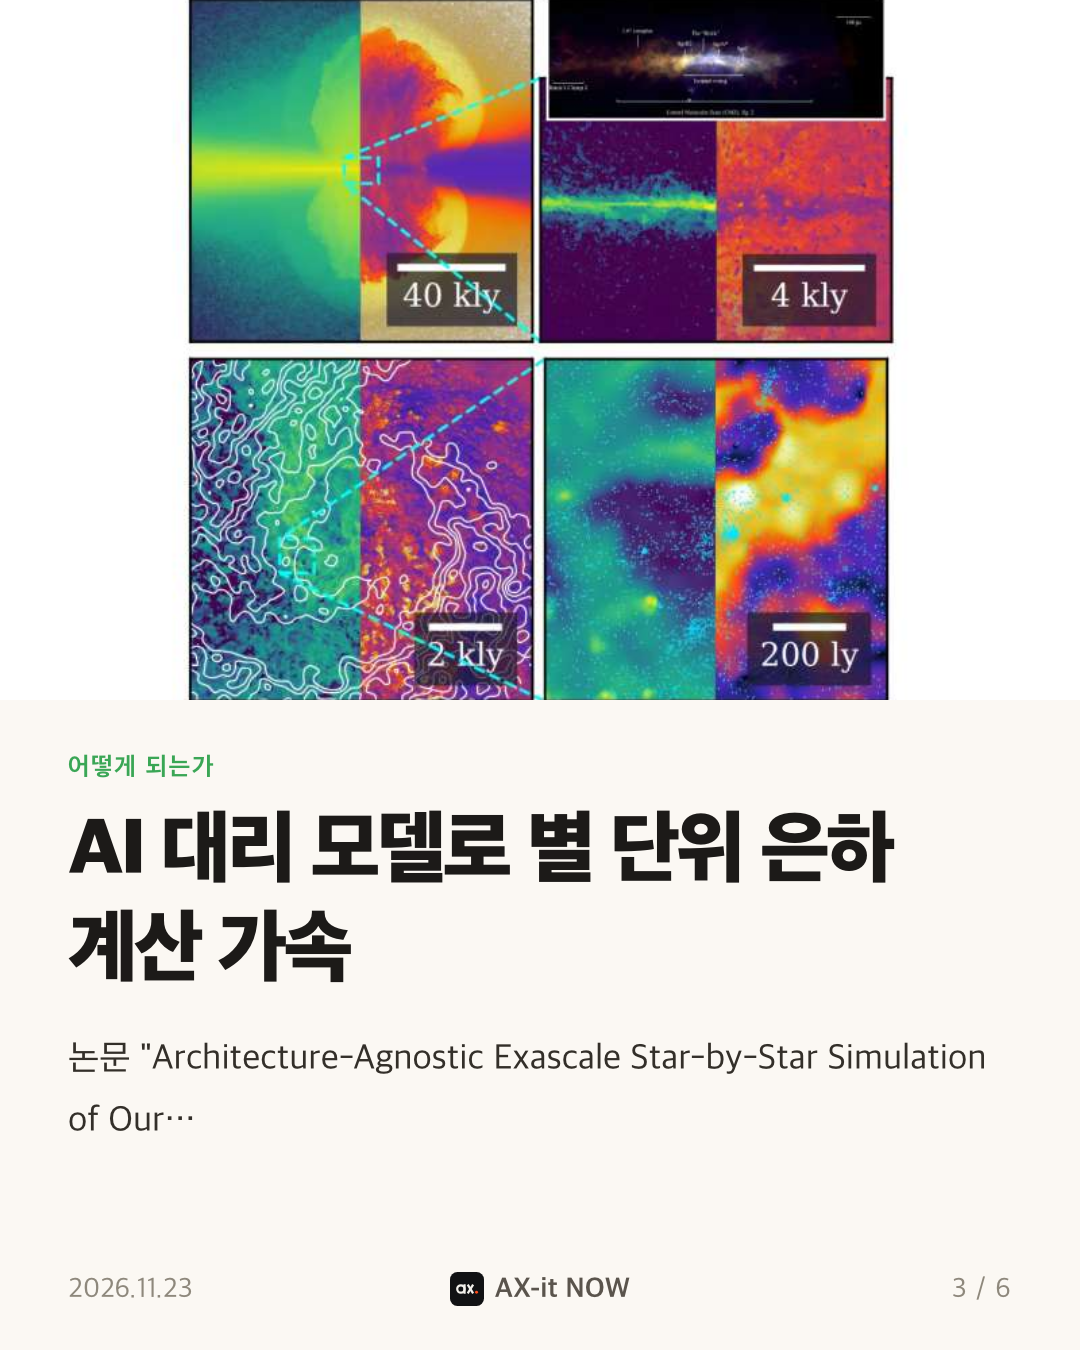 40 kly
4 kly
2 kly
200 ly
어떻게 되는가
AI 대리 모델로 별 단위 은하
계산 가속
논문 "Architecture-Agnostic Exascale Star-by-Star Simulation
of Our…
2026.11.23
ax.
AX-it NOW
3 / 6